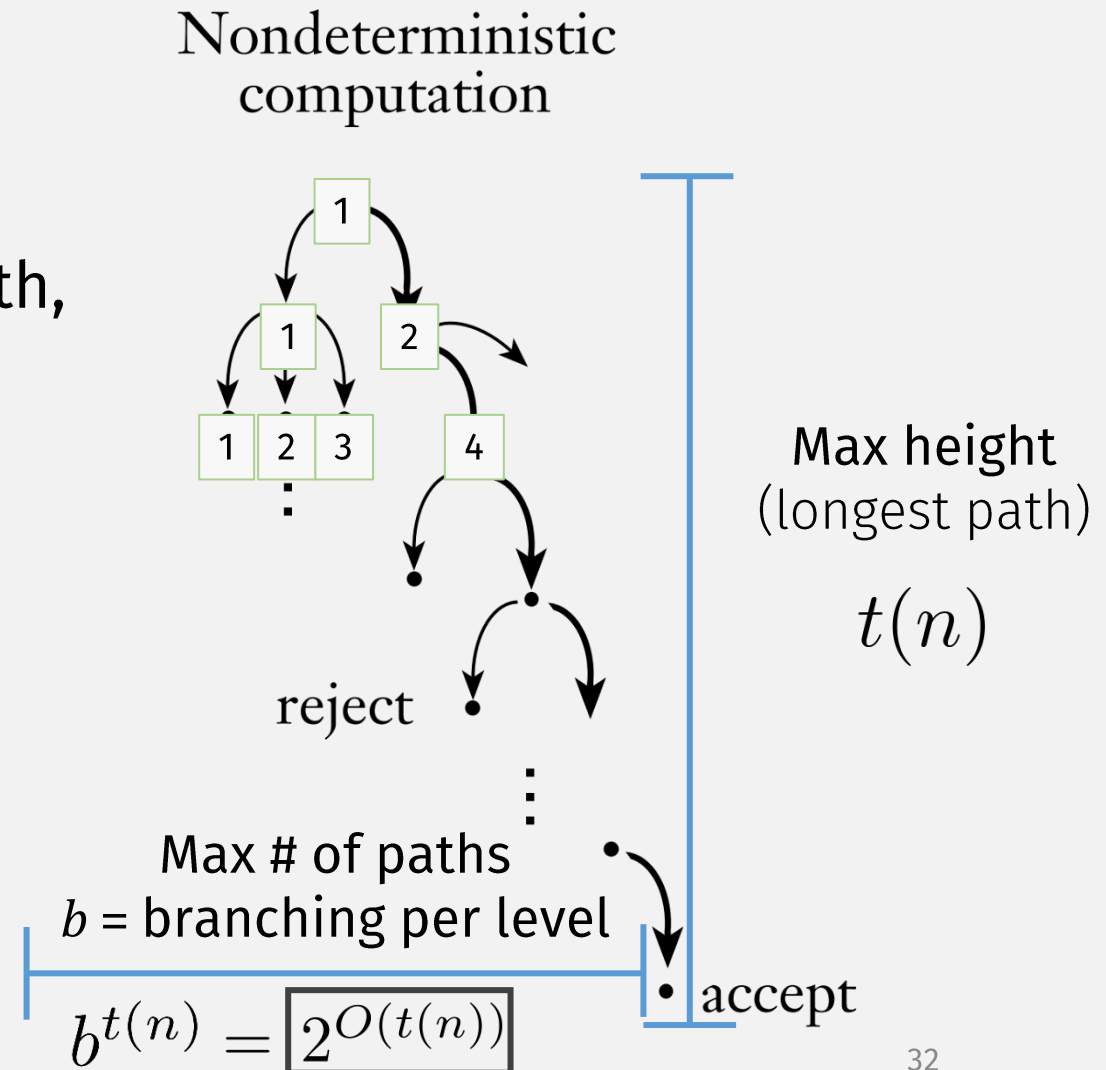 Nondeterministic
computation
1
th,
1 2
1 2 3 4
Max height
(longest path)
t(n)
reject
Max # of paths
b = branching per level
accept
b^{t(n)} = 2^{O(t(n))}
32